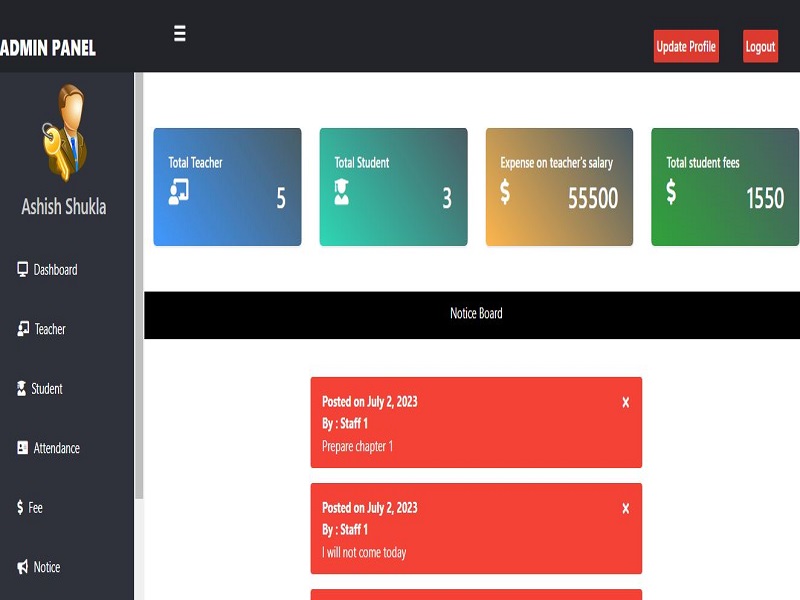 ADMIN PANEL
Update Profile
Logout
Ashish Shukla
Dashboard
Teacher
Student
Attendance
Fee
Notice
Total Teacher
5
Total Student
3
Expense on teacher's salary
55500
Total student fees
1550
Notice Board
Posted on July 2, 2023
By : Staff 1
Prepare chapter 1
Posted on July 2, 2023
By : Staff 1
I will not come today